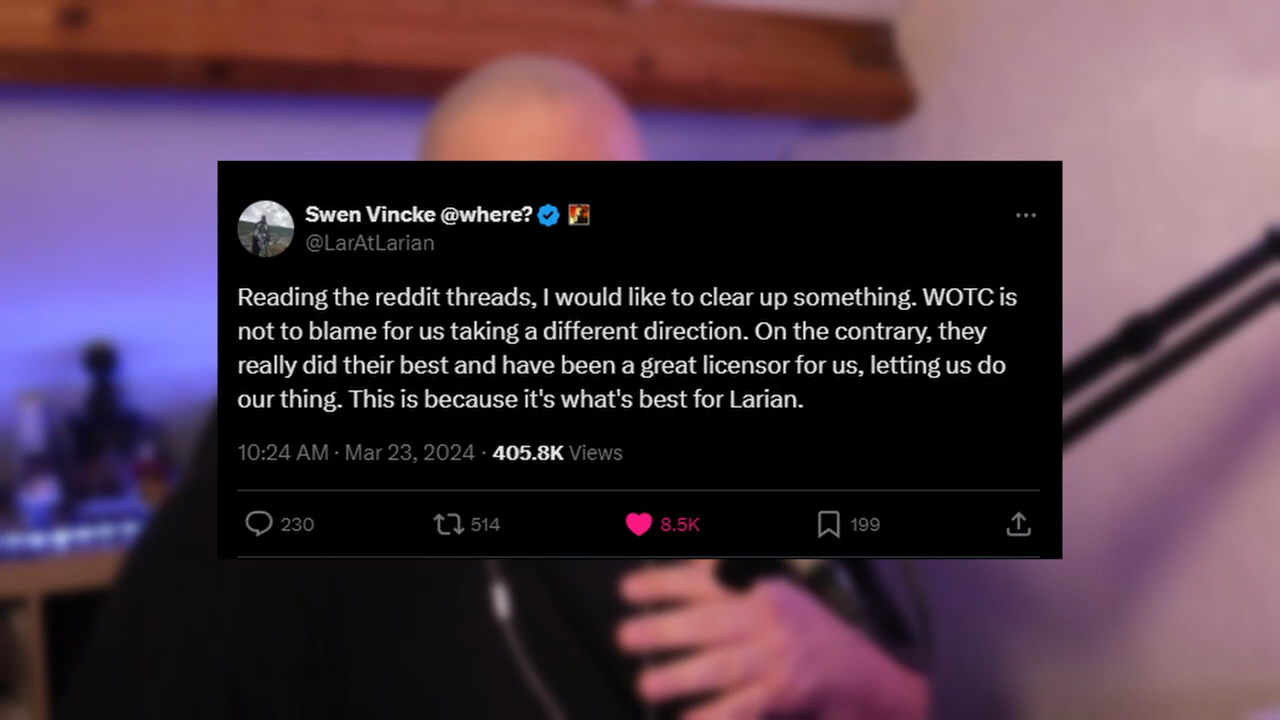 Swen Vincke @where?
@LarAtLarian
Reading the reddit threads, I would like to clear up something. WOTC is
not to blame for us taking a different direction. On the contrary, they
really did their best and have been a great licensor for us, letting us do
our thing. This is because it's what's best for Larian.
10:24 AM · Mar 23, 2024 · 405.8K Views
230 514 8.5K 199